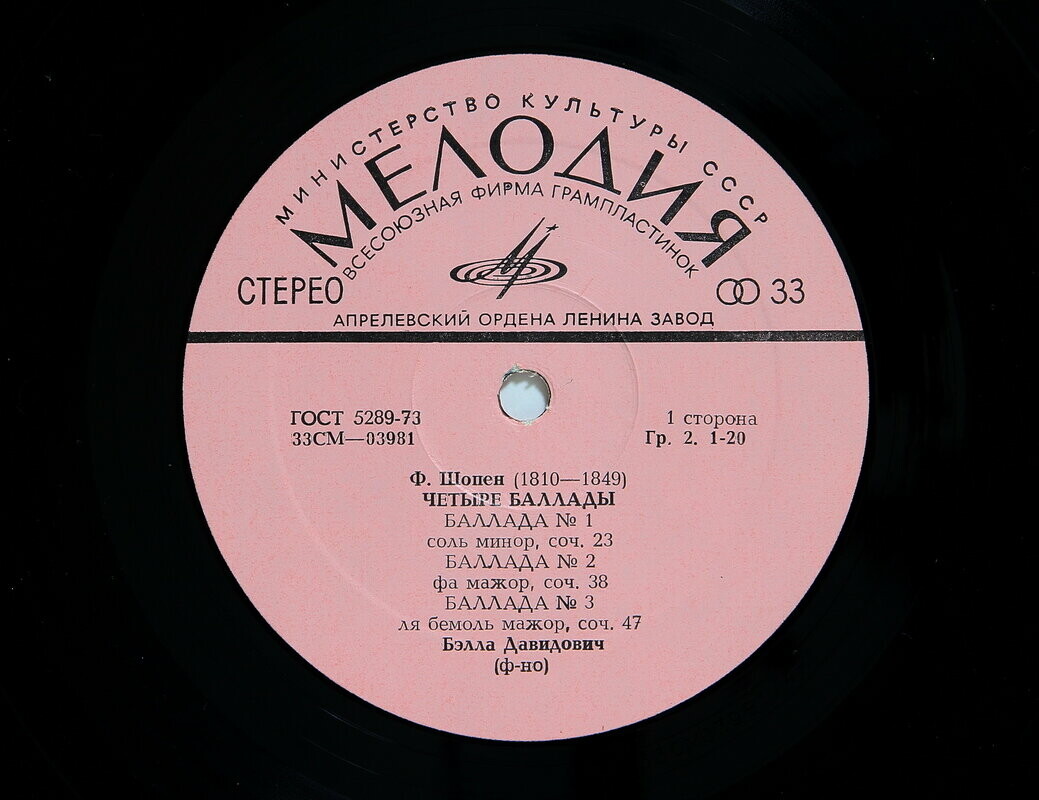 МИНИСТЕРСТВО КУЛЬТУРЫ СССР
МЕЛОДИЯ
ВСЕСОЮЗНАЯ ФИРМА ГРАМПЛАСТИНОК
СТЕРЕО
33
АПРЕЛЕВСКИЙ ОРДЕНА ЛЕНИНА ЗАВОД
ГОСТ 5289-73
33СМ—03981
1 сторона
Гр. 2. 1-20
Ф. Шопен (1810—1849)
ЧЕТЫРЕ БАЛЛАДЫ
БАЛЛАДА № 1
соль минор, соч. 23
БАЛЛАДА № 2
фа мажор, соч. 38
БАЛЛАДА № 3
ля бемоль мажор, соч. 47
Бэлла Давидович
(ф-но)